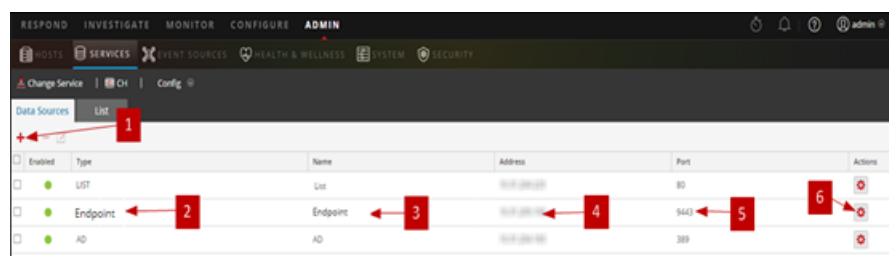 RESPOND INVESTIGATE MONITOR CONFIGURE ADMIN admin
HOSTS SERVICES EVENT SOURCES HEALTH & WELLNESS SYSTEM SECURITY
Change Service | CH | Config
Data Sources List
1
Enabled Type Name Address Port Actions
LIST List 80
6
Endpoint 2 Endpoint 3 4 9443 5
AD AD 389